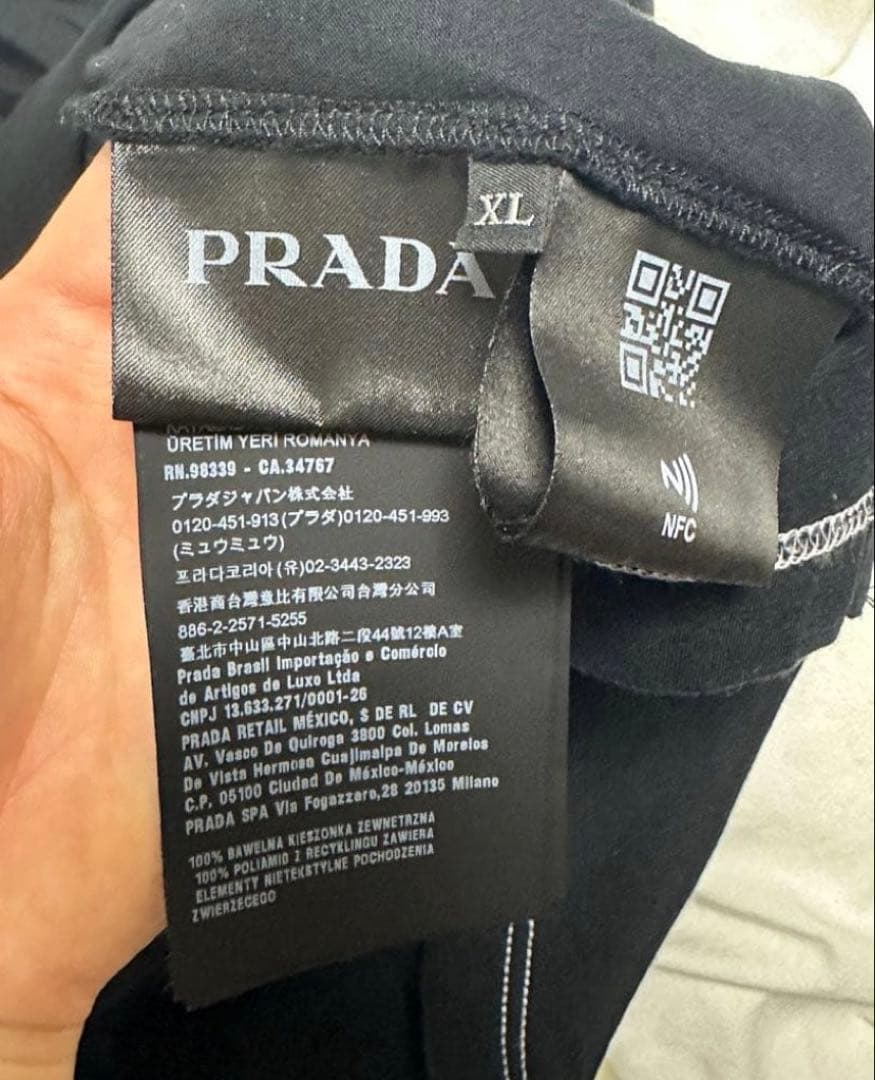 PRADA
XL
NFC
ÜRETİM YERİ ROMANYA
RN.98339 - CA.34767
プラダジャパン株式会社
0120-451-913(プラダ)0120-451-993
(ミュウミュウ)
프라다코리아(유)02-3443-2323
香港商台灣意比有限公司台灣分公司
886-2-2571-5255
臺北市中山區中山北路二段44號12樓A室
Prada Brasil Importação e Comércio
de Artigos de Luxo Ltda
CNPJ 13.633.271/0001-26
PRADA RETAIL MÉXICO, S DE RL DE CV
AV. Vasco De Quiroga 3800 Col. Lomas
De Vista Hermosa Cuajimalpa De Morelos
C.P. 05100 Ciudad De México-México
PRADA SPA Via Fogazzaro,28 20135 Milano
100% BAWEŁNA KIESZONKA ZEWNĘTRZNA
100% POLIAMID Z RECYKLINGU ZAWIERA
ELEMENTY NIETEKSTYLNE POCHODZENIA
ZWIERZĘCEGO